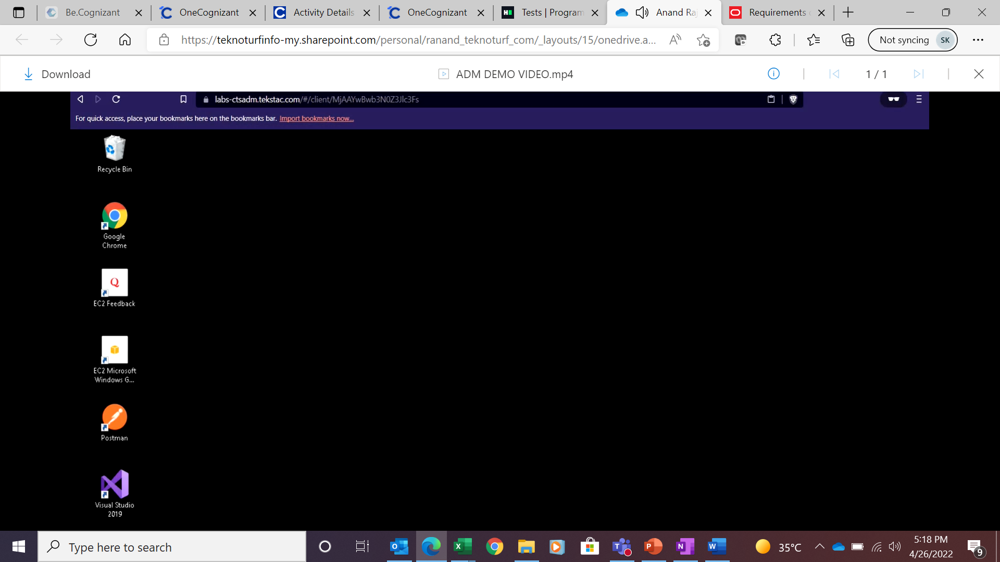 Be.Cognizant
OneCognizant
Activity Details
OneCognizant
Tests | Program
Anand Raj
Requirements
https://teknoturfinfo-my.sharepoint.com/personal/ranand_teknoturf_com/_layouts/15/onedrive.a...
Not syncing
SK
Download
ADM DEMO VIDEO.mp4
1 / 1
labs-ctsadm.tekstac.com/#/client/MjAAYwBwb3N0Z3Jlc3Fs
For quick access, place your bookmarks here on the bookmarks bar. Import bookmarks now...
Recycle Bin
Google
Chrome
EC2 Feedback
EC2 Microsoft
Windows G...
Postman
Visual Studio
2019
Type here to search
35°C
5:18 PM
4/26/2022
9